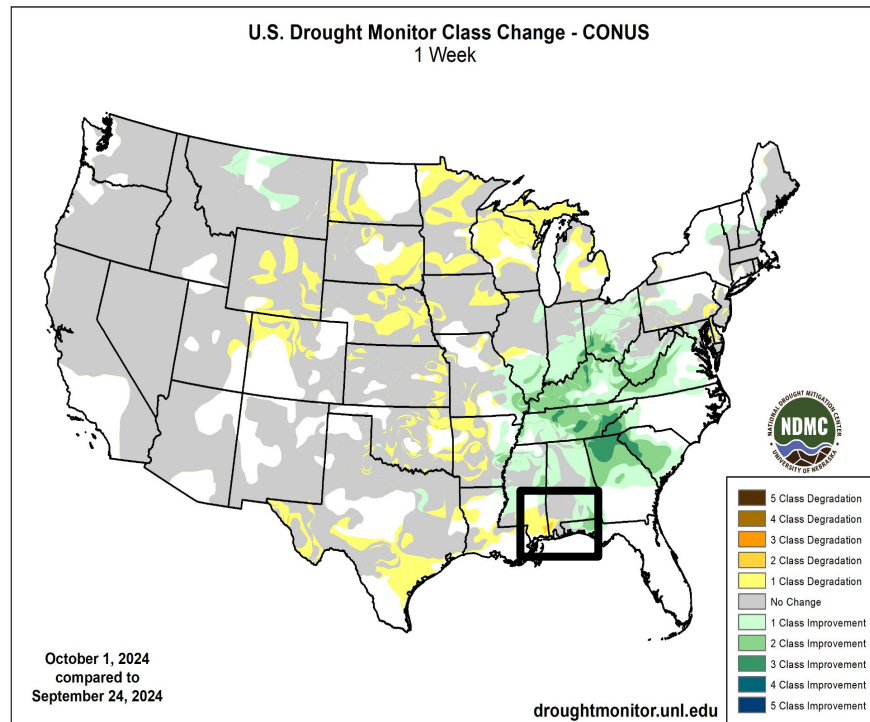 U.S. Drought Monitor Class Change - CONUS
1 Week
NATIONAL DROUGHT MITIGATION CENTER
NDMC
UNIVERSITY OF NEBRASKA
5 Class Degradation
4 Class Degradation
3 Class Degradation
2 Class Degradation
1 Class Degradation
No Change
1 Class Improvement
2 Class Improvement
3 Class Improvement
4 Class Improvement
5 Class Improvement
October 1, 2024
compared to
September 24, 2024
droughtmonitor.unl.edu